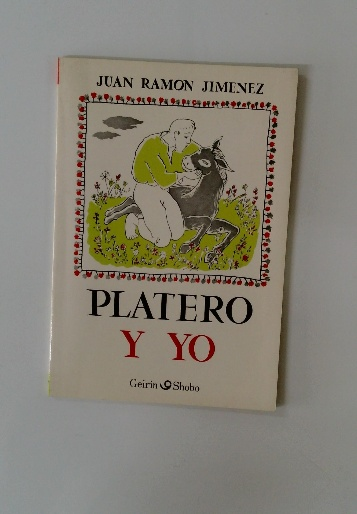 JUAN RAMON JIMENEZ
PLATERO
Y YO
Geirin Shobo